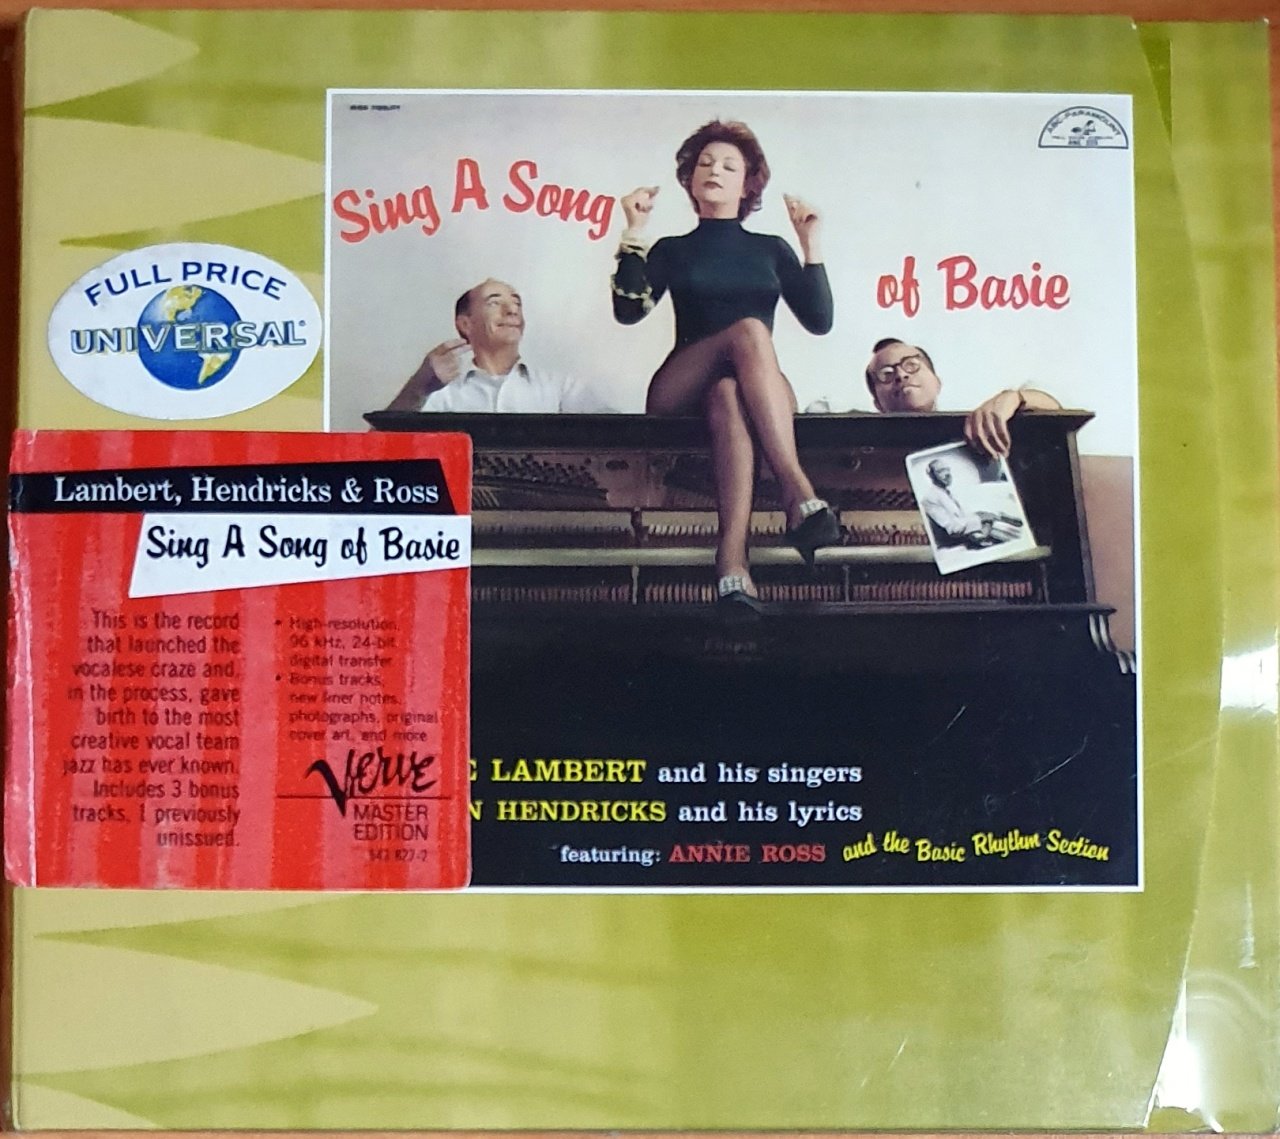 HIGH FIDELITY
ABC-PARAMOUNT
Sing A Song
of Basie
FULL PRICE
UNIVERSAL
Lambert, Hendricks & Ross
Sing A Song of Basie
This is the record
that launched the
vocalese craze and,
in the process, gave
birth to the most
creative vocal team
jazz has ever known.
Includes 3 bonus
tracks, 1 previously
unissued.
• High-resolution,
96 kHz, 24-bit
digital transfer
• Bonus tracks,
new liner notes,
photographs, original
cover art, and more
Verve
MASTER
EDITION
LAMBERT and his singers
HENDRICKS and his lyrics
featuring: ANNIE ROSS and the Basie Rhythm Section